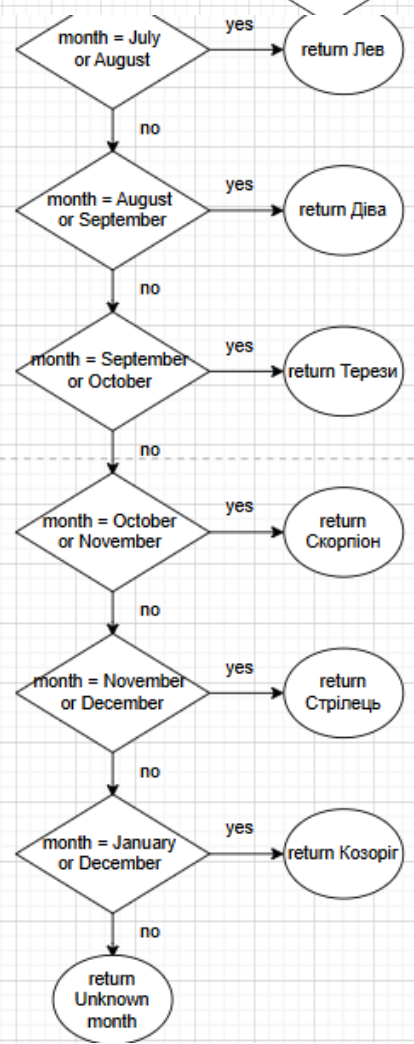 month = July
or August
yes
return Лев
no
month = August
or September
yes
return Діва
no
month = September
or October
yes
return Терези
no
month = October
or November
yes
return
Скорпіон
no
month = November
or December
yes
return
Стрілець
no
month = January
or December
yes
return Козоріг
no
return
Unknown
month